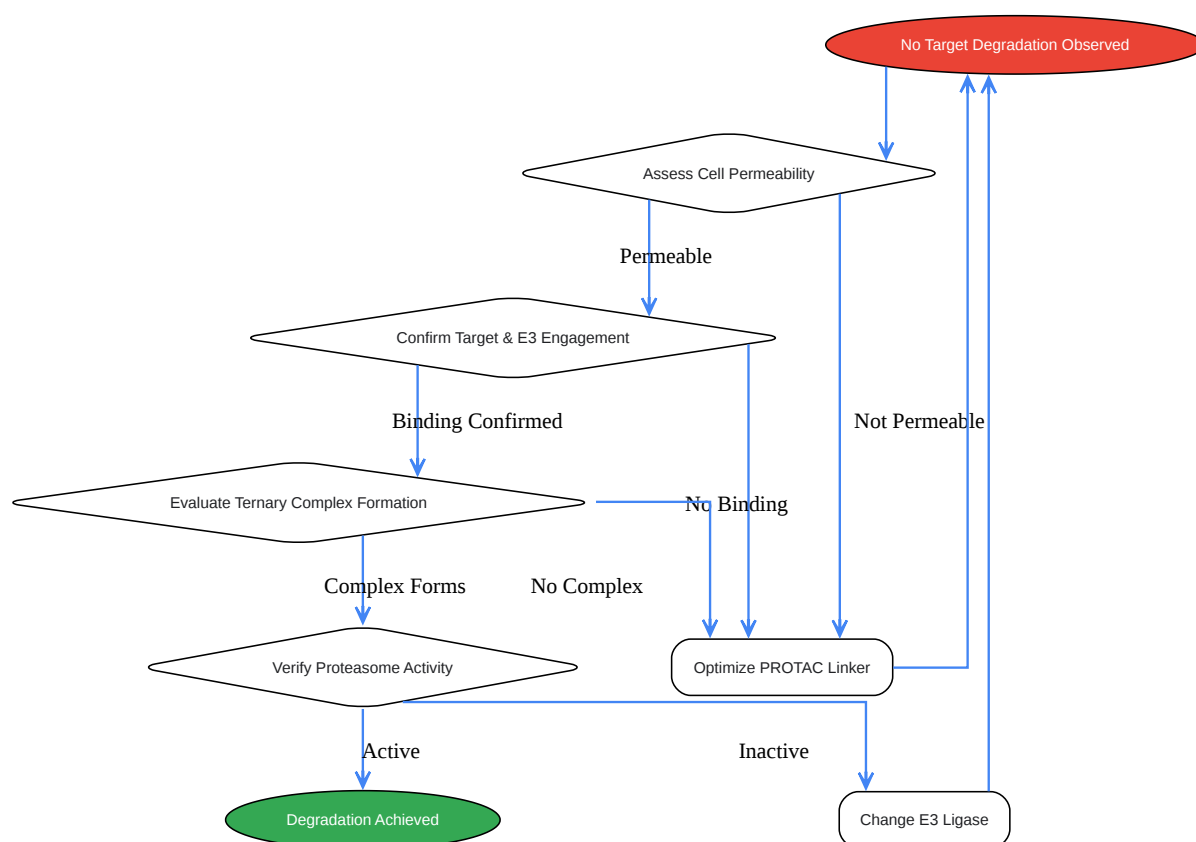 No Target Degradation Observed
Assess Cell Permeability
Permeable
Confirm Target & E3 Engagement
Binding Confirmed
Not Permeable
Evaluate Ternary Complex Formation
No Binding
Complex Forms
No Complex
Verify Proteasome Activity
Optimize PROTAC Linker
Active
Inactive
Degradation Achieved
Change E3 Ligase